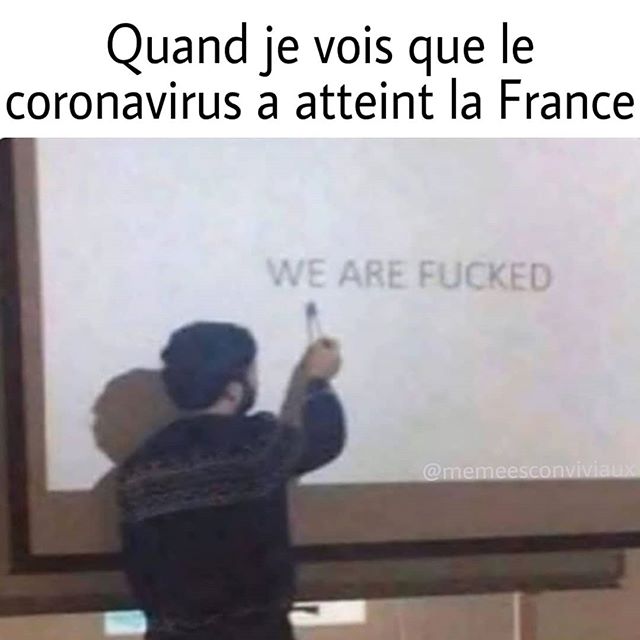 Quand je vois que le
coronavirus a atteint la France
WE ARE FUCKED
@memeesconviviaux